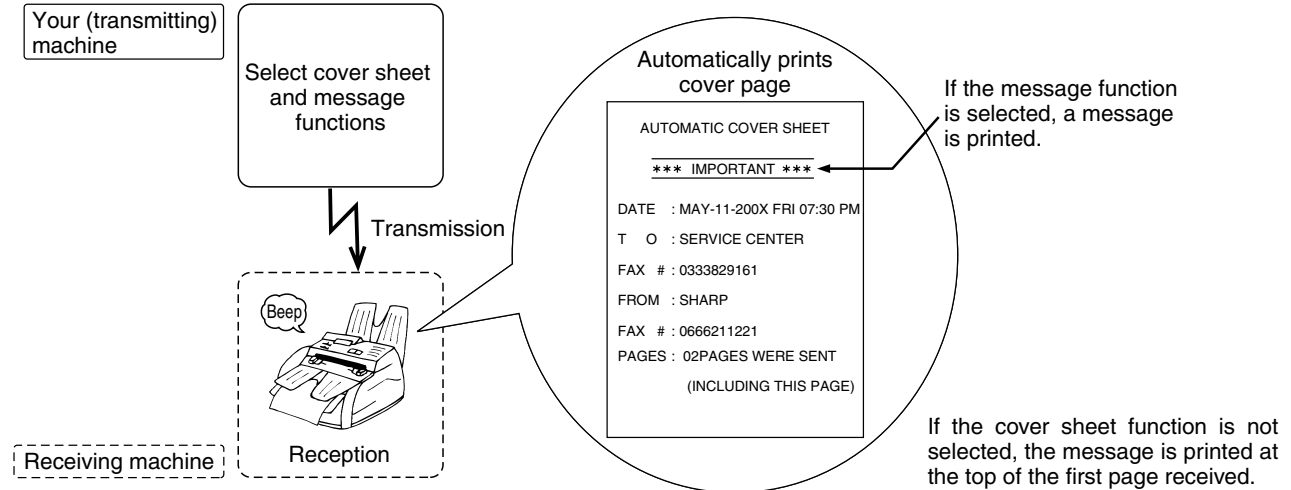 Your (transmitting)
machine
Select cover sheet
and message
functions
Transmission
Beep
Reception
Receiving machine
Automatically prints
cover page
AUTOMATIC COVER SHEET
*** IMPORTANT ***
DATE : MAY-11-200X FRI 07:30 PM
T O : SERVICE CENTER
FAX # : 0333829161
FROM : SHARP
FAX # : 0666211221
PAGES : 02PAGES WERE SENT
(INCLUDING THIS PAGE)
If the message function
is selected, a message
is printed.
If the cover sheet function is not
selected, the message is printed at
the top of the first page received.